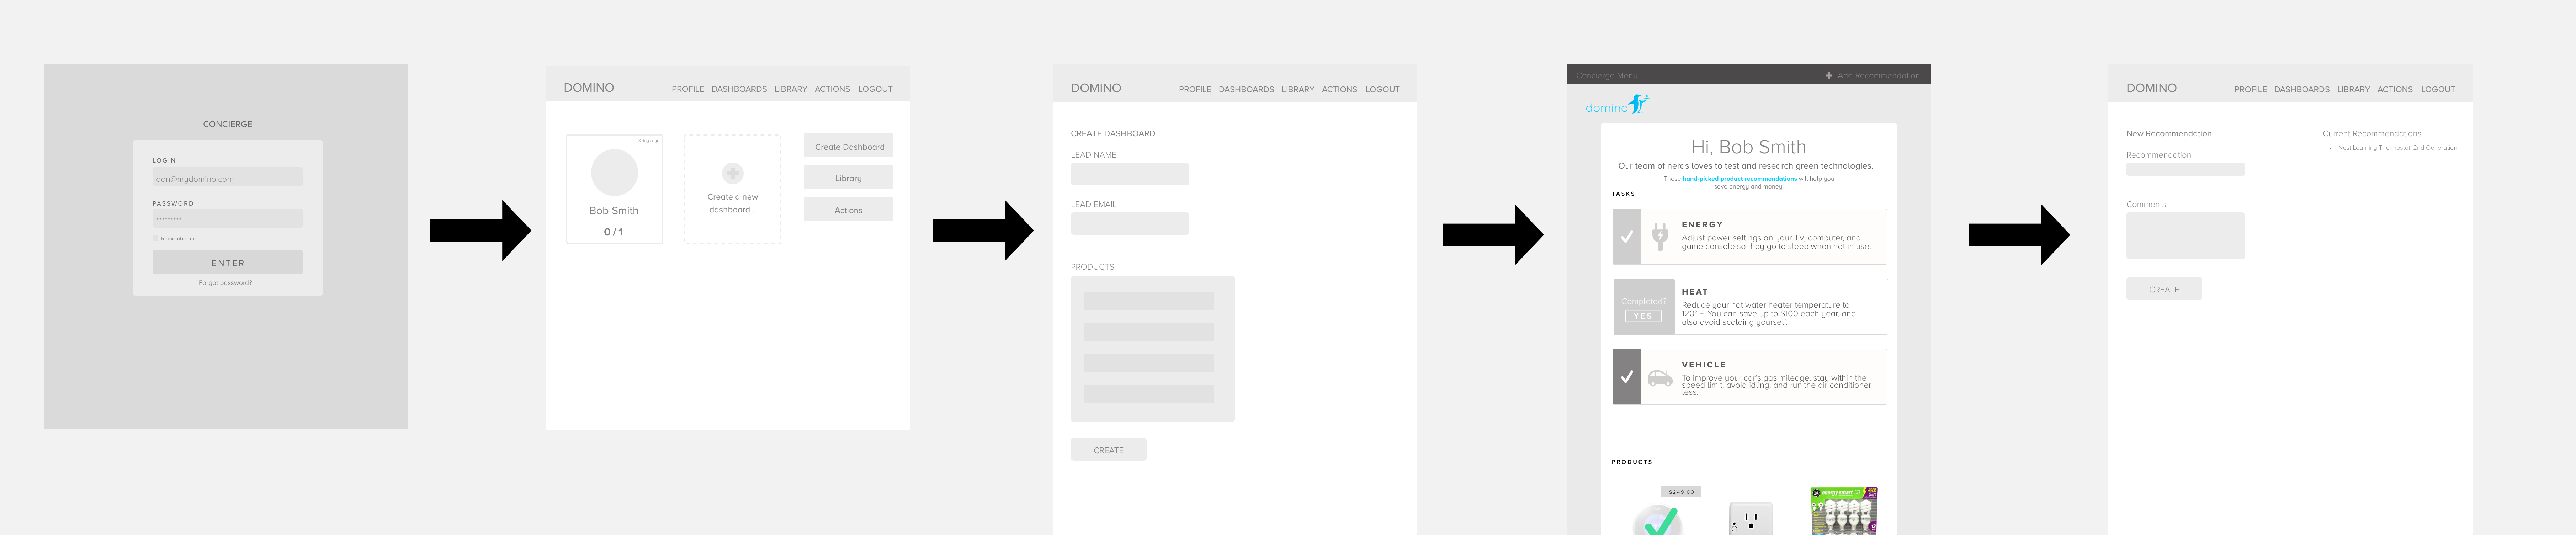 CONCIERGE
LOGIN
dan@mydomino.com
PASSWORD
*********
Remember me
ENTER
Forgot password?
DOMINO
PROFILE DASHBOARDS LIBRARY ACTIONS LOGOUT
Bob Smith
0 / 1
Create a new
dashboard...
Create Dashboard
Library
Actions
DOMINO
PROFILE DASHBOARDS LIBRARY ACTIONS LOGOUT
CREATE DASHBOARD
LEAD NAME
LEAD EMAIL
PRODUCTS
CREATE
Concierge Menu
Add Recommendation
domino
Hi, Bob Smith
Our team of nerds loves to test and research green technologies.
These hand-picked product recommendations will help you
save energy and money.
TASKS
ENERGY
Adjust power settings on your TV, computer, and
game console so they go to sleep when not in use.
Completed?
YES
HEAT
Reduce your hot water heater temperature to
120° F. You can save up to $100 each year, and
also avoid scalding yourself.
VEHICLE
To improve your car's gas mileage, stay within the
speed limit, avoid idling, and run the air conditioner
less.
PRODUCTS
$249.00
energy smart
DOMINO
PROFILE DASHBOARDS LIBRARY ACTIONS LOGOUT
New Recommendation
Recommendation
Comments
CREATE
Current Recommendations
• Nest Learning Thermostat, 2nd Generation